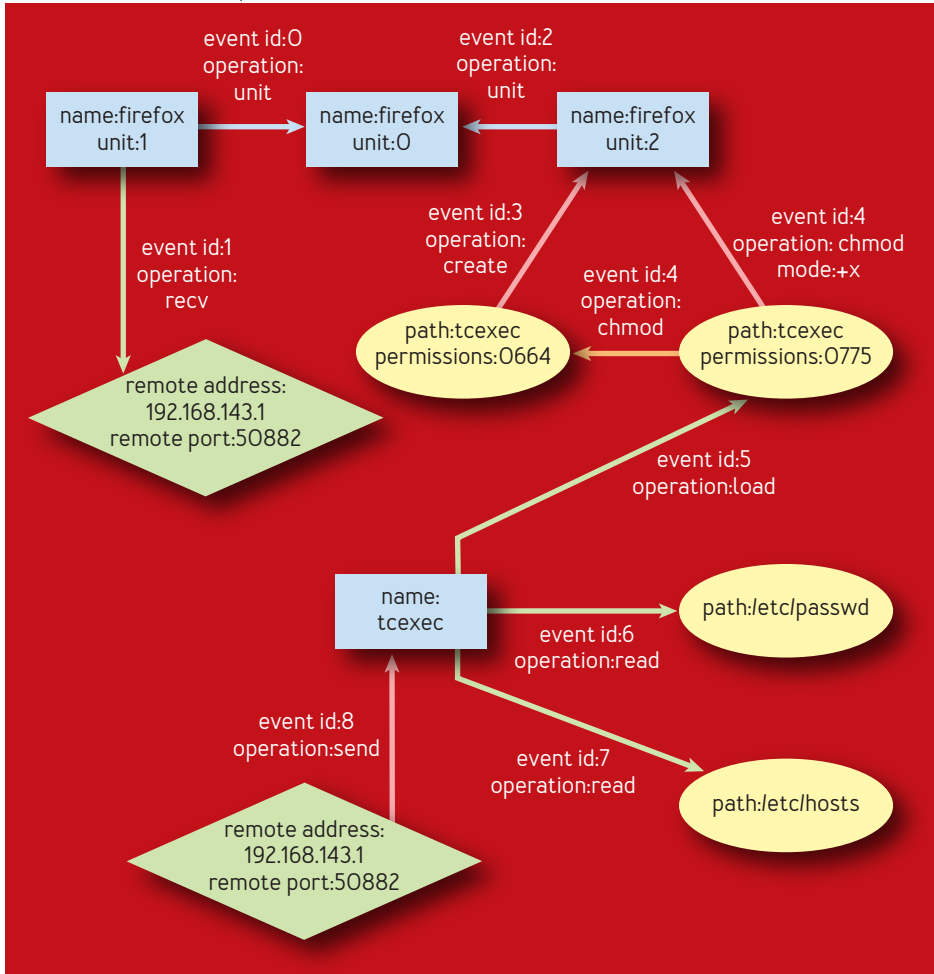 event id:0
operation:
unit
event id:2
operation:
unit
name:firefox
unit:1
name:firefox
unit:0
name:firefox
unit:2
event id:1
operation:
recv
event id:3
operation:
create
event id:4
operation:
chmod
event id:4
operation: chmod
mode:+x
path:tcexec
permissions:0664
path:tcexec
permissions:0775
remote address:
192.168.143.1
remote port:50882
event id:5
operation:load
name:
tcexec
path:/etc/passwd
event id:6
operation:read
event id:8
operation:send
event id:7
operation:read
path:/etc/hosts
remote address:
192.168.143.1
remote port:50882